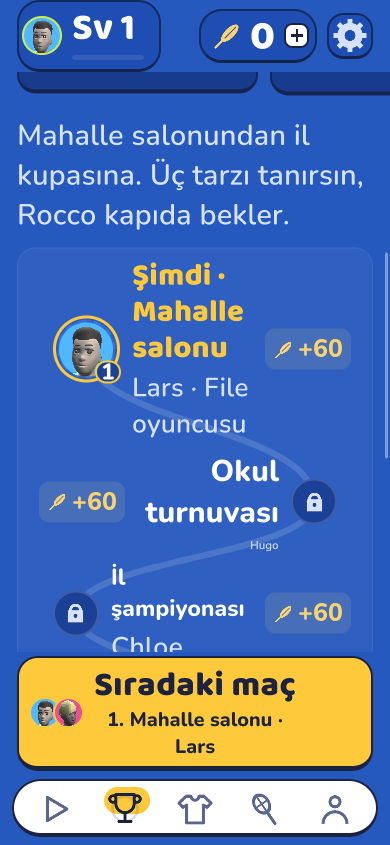 Sv 1
0
Mahalle salonundan il
kupasına. Üç tarzı tanırsın,
Rocco kapıda bekler.
Şimdi ·
Mahalle
salonu
+60
1
Lars · File
oyuncusu
Okul
turnuvası
+60
Hugo
İl
şampiyonası
+60
Chloe
Sıradaki maç
1. Mahalle salonu ·
Lars